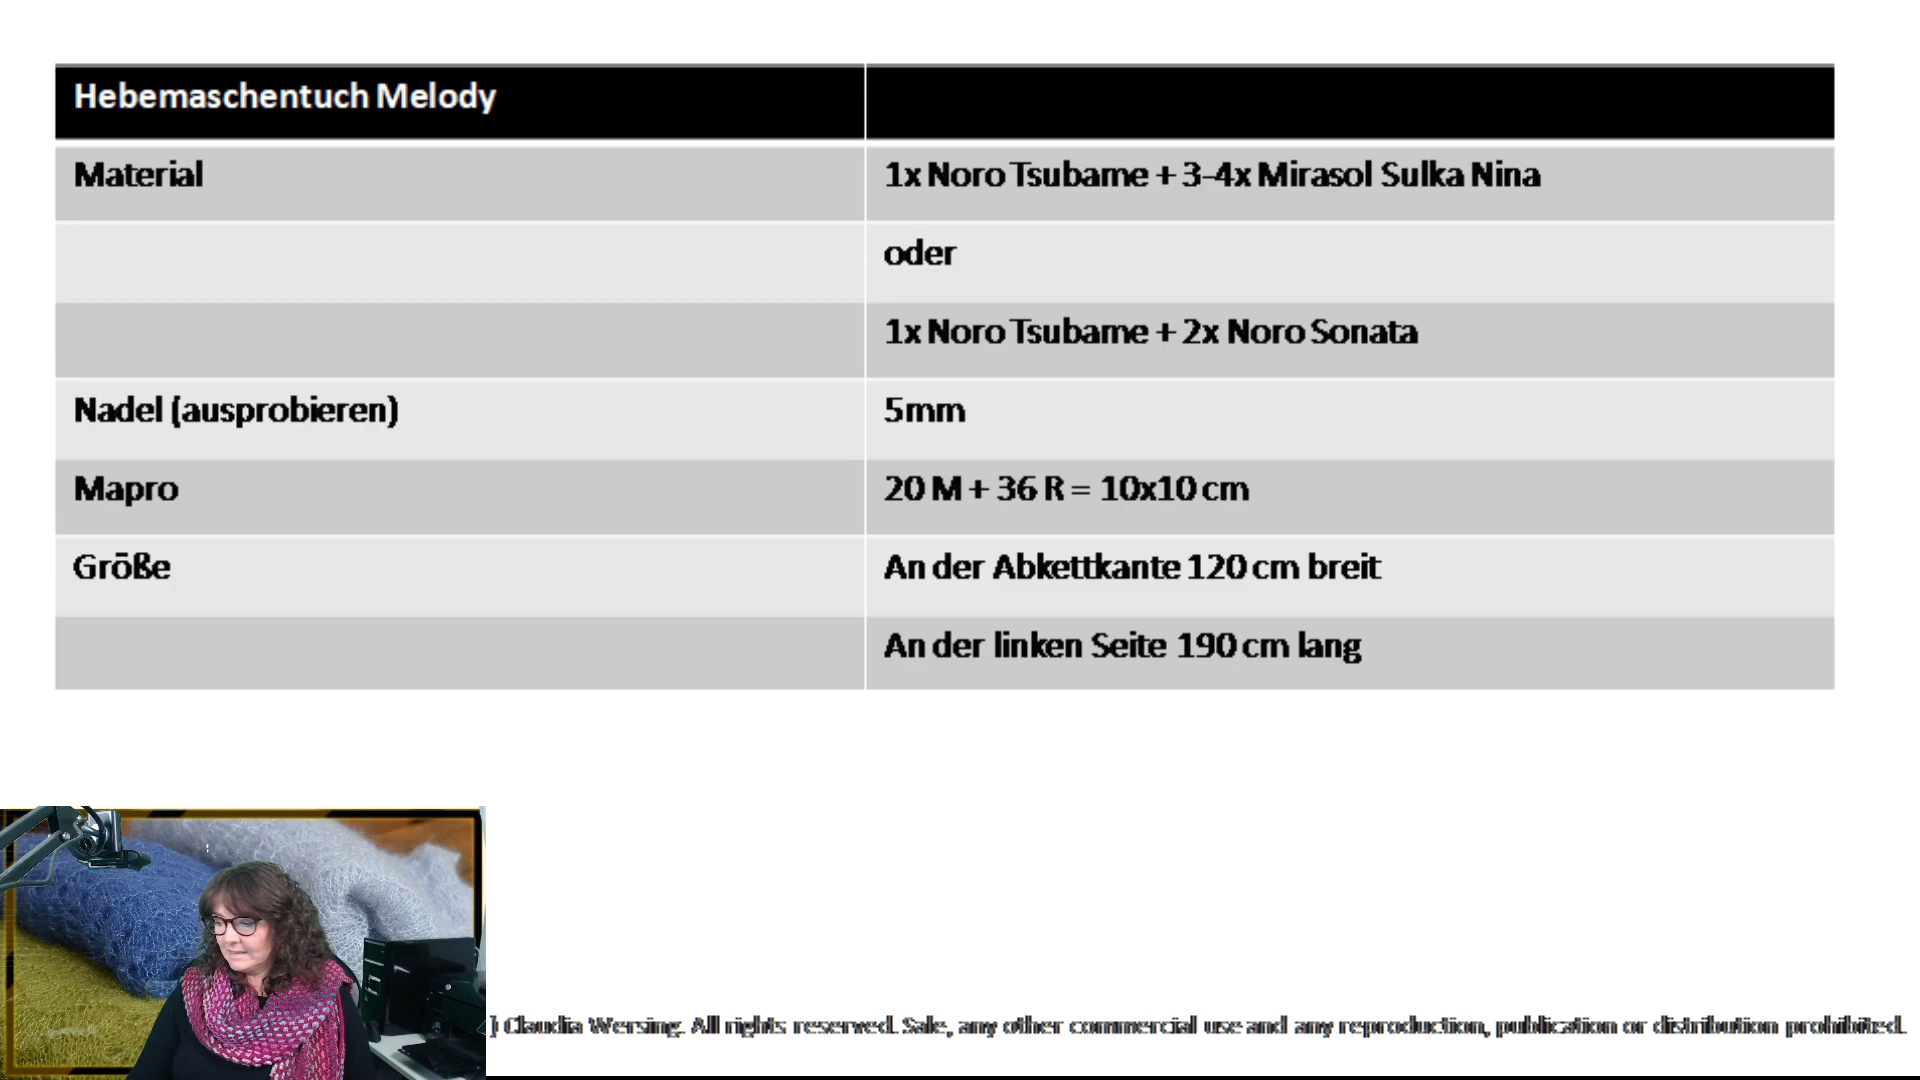 Hebemaschentuch Melody
Material 1x Noro Tsubame + 3-4x Mirasol Sulka Nina
oder
1x Noro Tsubame + 2x Noro Sonata
Nadel (ausprobieren) 5mm
Mapro 20 M + 36 R = 10x10 cm
Größe An der Abkettkante 120 cm breit
An der linken Seite 190 cm lang
) Claudia Wersing. All rights reserved. Sale, any other commercial use and any reproduction, publication or distribution prohibited.